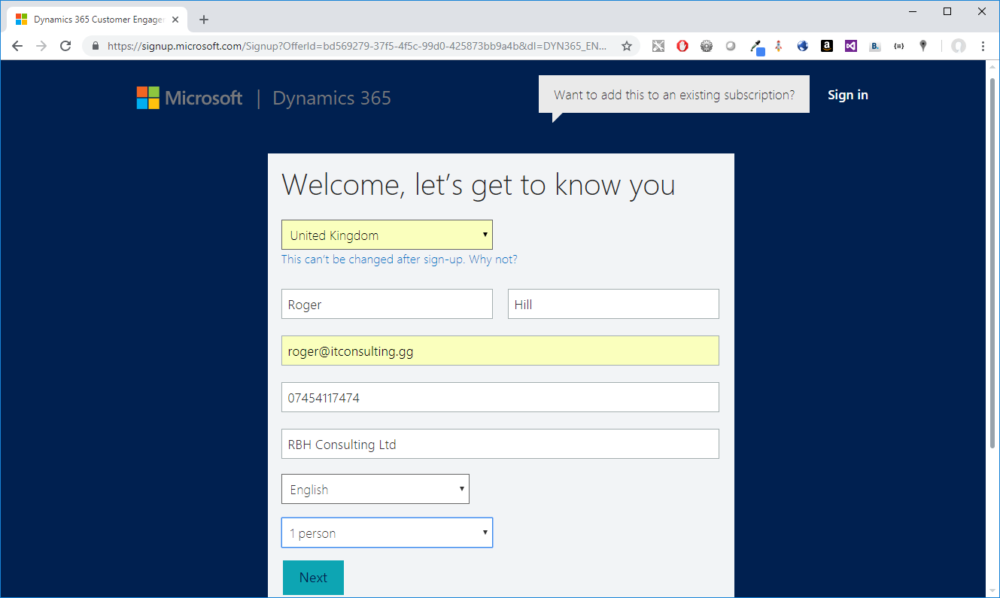 Dynamics 365 Customer Engager
https://signup.microsoft.com/Signup?OfferId=bd569279-37f5-4f5c-99d0-425873bb9a4b&dl=DYN365_EN...
Microsoft | Dynamics 365
Want to add this to an existing subscription?
Sign in
Welcome, let's get to know you
United Kingdom
This can't be changed after sign-up. Why not?
Roger
Hill
roger@itconsulting.gg
07454117474
RBH Consulting Ltd
English
1 person
Next